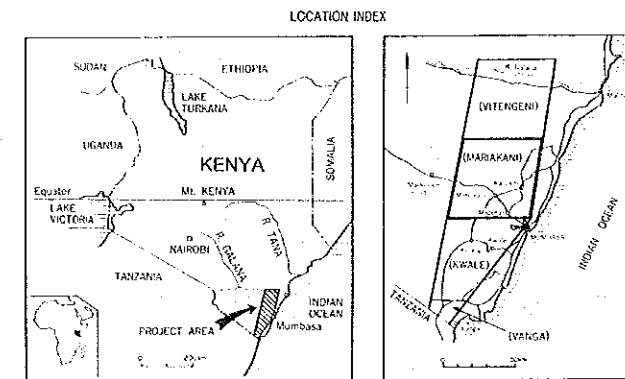 LOCATION INDEX
SUDAN
ETHIOPIA
LAKE
TURKANA
UGANDA
KENYA
SOMALIA
Equator
Mt. KENYA
LAKE
VICTORIA
NAIROBI
R. GALANA
R. TANA
TANZANIA
INDIAN
OCEAN
PROJECT AREA
Mumbasa
(VITENGENI)
(MARIAKANI)
(KWALE)
INDIAN OCEAN
TANZANIA
(VANGA)